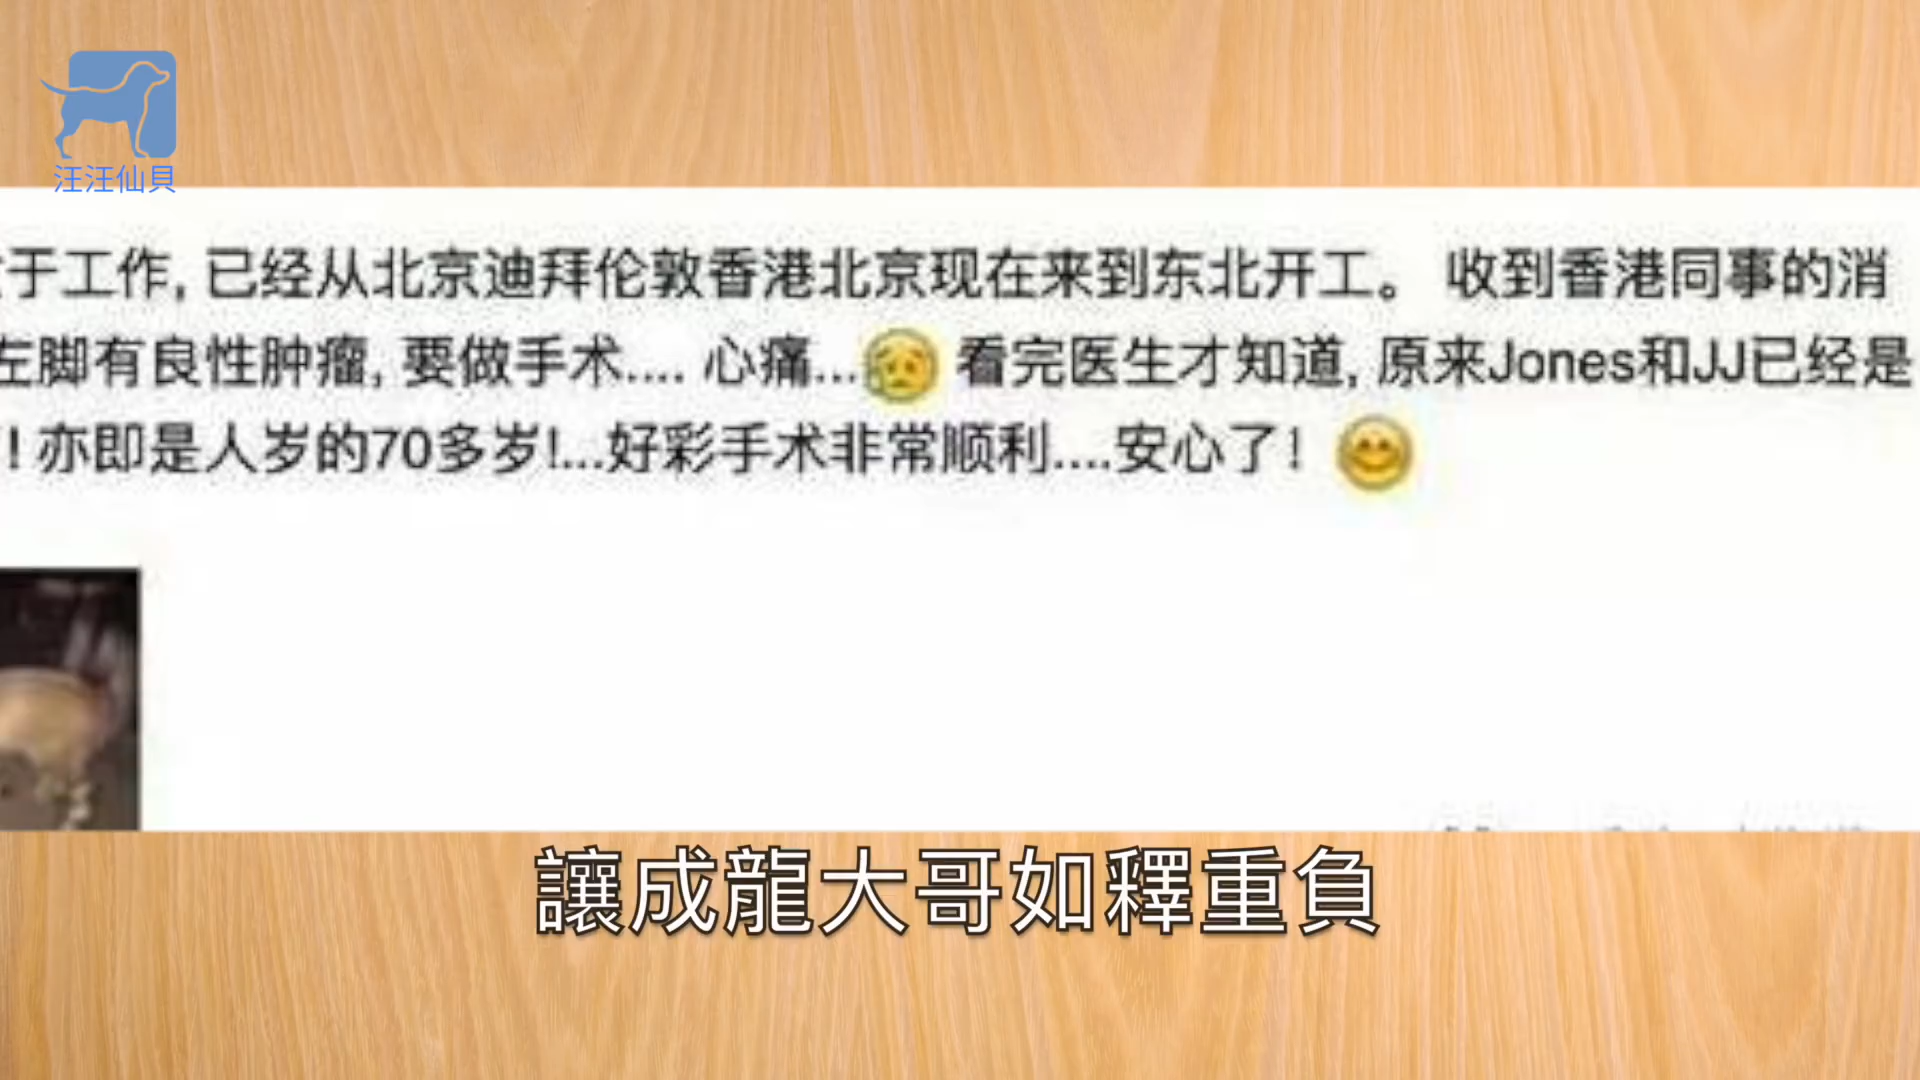 汪汪仙貝
于工作, 已经从北京迪拜伦敦香港北京现在来到东北开工。 收到香港同事的消
左脚有良性肿瘤, 要做手术.... 心痛...😥 看完医生才知道, 原来Jones和JJ已经是
! 亦即是人岁的70多岁!...好彩手术非常顺利....安心了! 😊
讓成龍大哥如釋重負